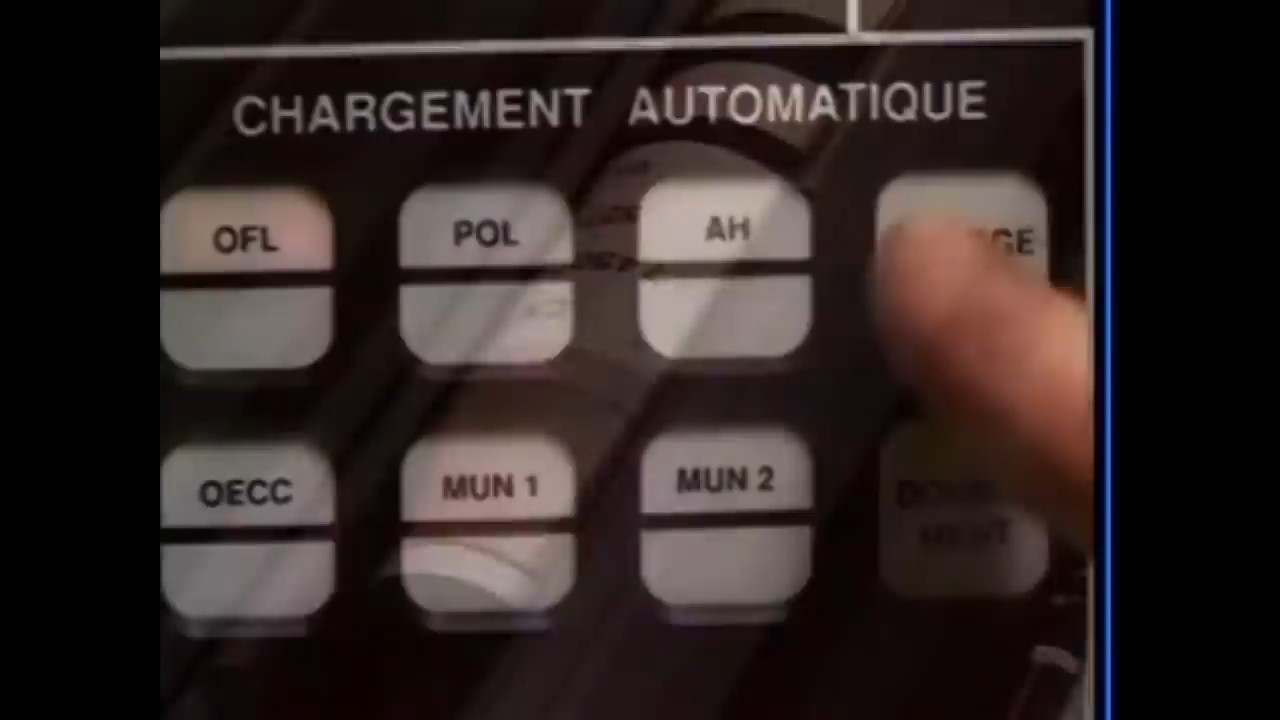 CHARGEMENT AUTOMATIQUE
OFL
POL
AH
OECC
MUN 1
MUN 2